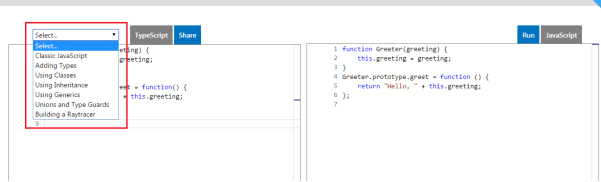 Select...
TypeScript
Share
Run
JavaScript
Select...
Classic JavaScript
Adding Types
Using Classes
Using Inheritance
Using Generics
Unions and Type Guards
Building a Raytracer
eting) {
greeting;
et = function() {
+ this.greeting;
9
1 function Greeter(greeting) {
2 this.greeting = greeting;
3 }
4 Greeter.prototype.greet = function () {
5 return "Hello, " + this.greeting;
6 };
7